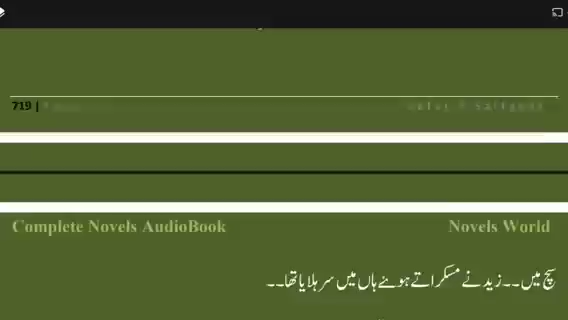 719 |
Complete Novels AudioBook
Novels World
سچ میں۔۔زید نے مسکراتے ہوئے ہاں میں سر ہلایا تھا۔۔